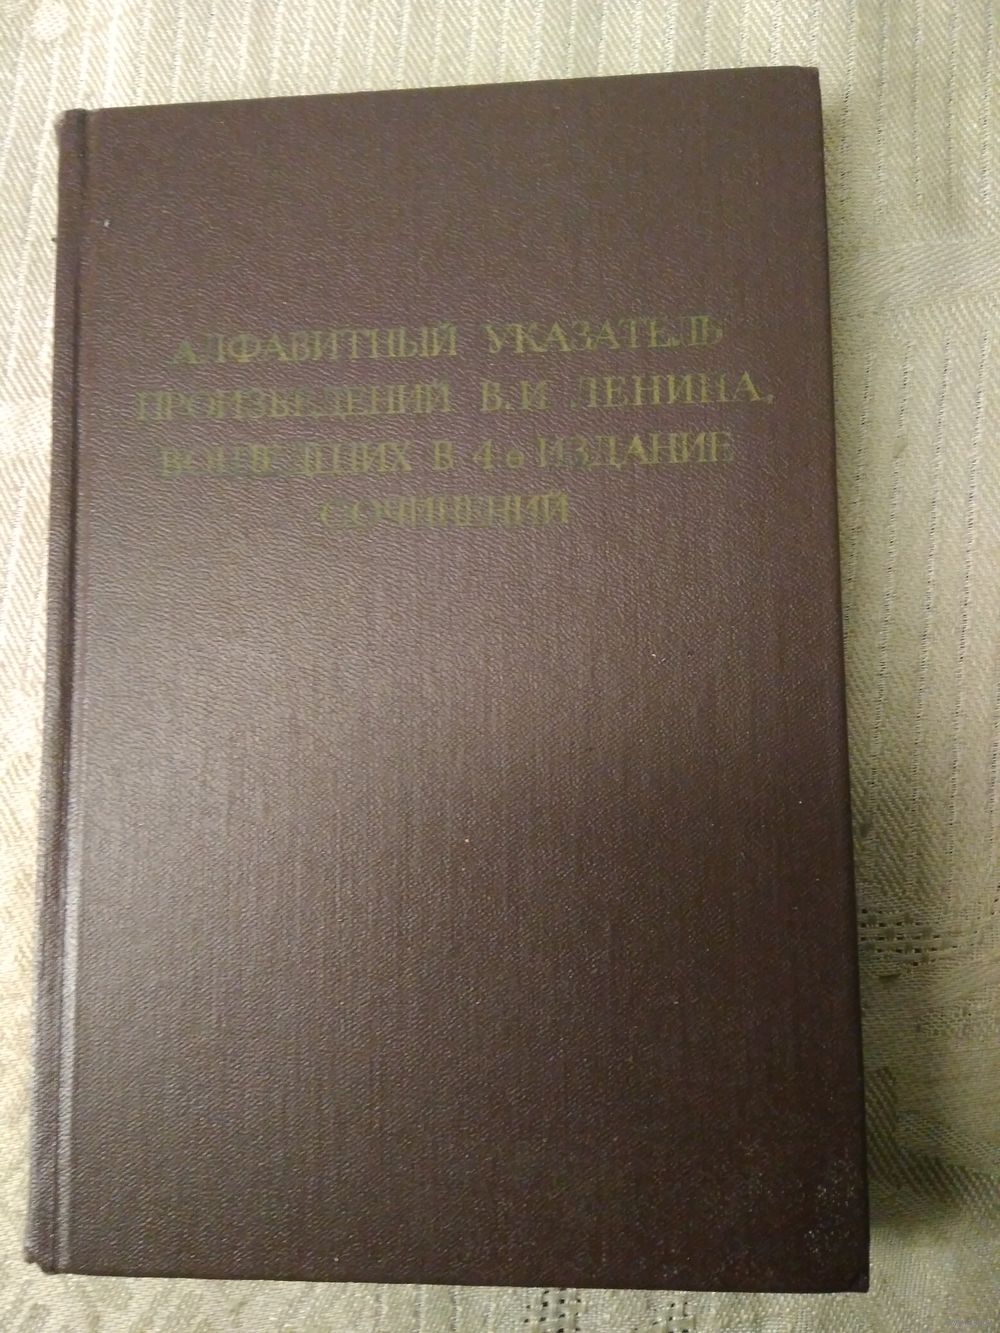 АЛФАВИТНЫЙ УКАЗАТЕЛЬ
ПРОИЗВЕДЕНИЙ В. И ЛЕНИНА,
ВОШЕДШИХ В 4 е ИЗДАНИЕ
СОЧИНЕНИЙ